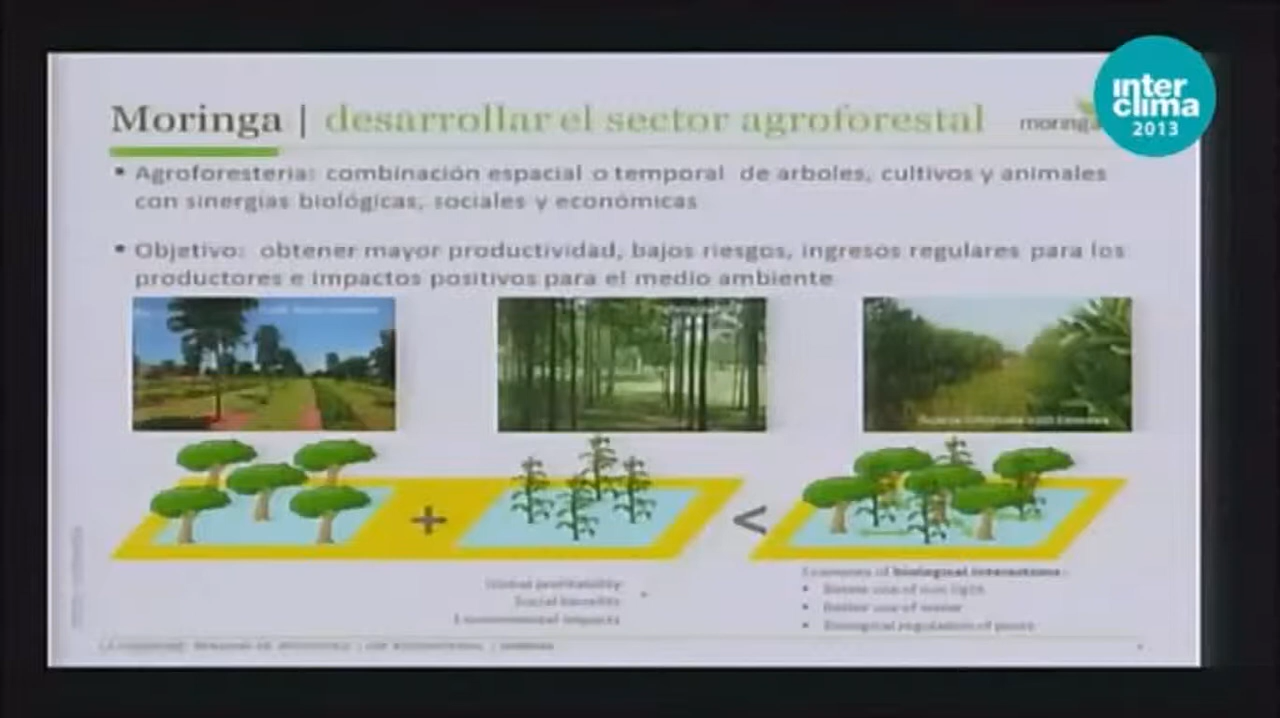 inter
clima
2013
Moringa | desarrollar el sector agroforestal
moringa
▪ Agroforesteria: combinación espacial o temporal de arboles, cultivos y animales
con sinergias biológicas, sociales y económicas
▪ Objetivo: obtener mayor productividad, bajos riesgos, ingresos regulares para los
productores e impactos positivos para el medio ambiente
+
<
Global profitability
Social benefits
Environmental impacts
Examples of biological interactions:
▪ Better use of sun light
▪ Better use of water
▪ Biological regulation of pests